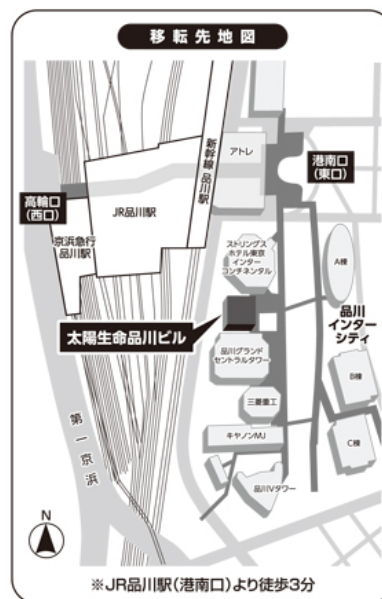 移転先地図
アトレ
港南口
(東口)
新幹線 品川駅
高輪口
(西口)
JR品川駅
京浜急行
品川駅
ストリングス
ホテル東京
インター
コンチネンタル
A棟
品川
インター
シティ
太陽生命品川ビル
品川グランド
セントラルタワー
B棟
三菱重工
キヤノンMJ
C棟
品川Vタワー
第一京浜
N
※JR品川駅(港南口)より徒歩3分